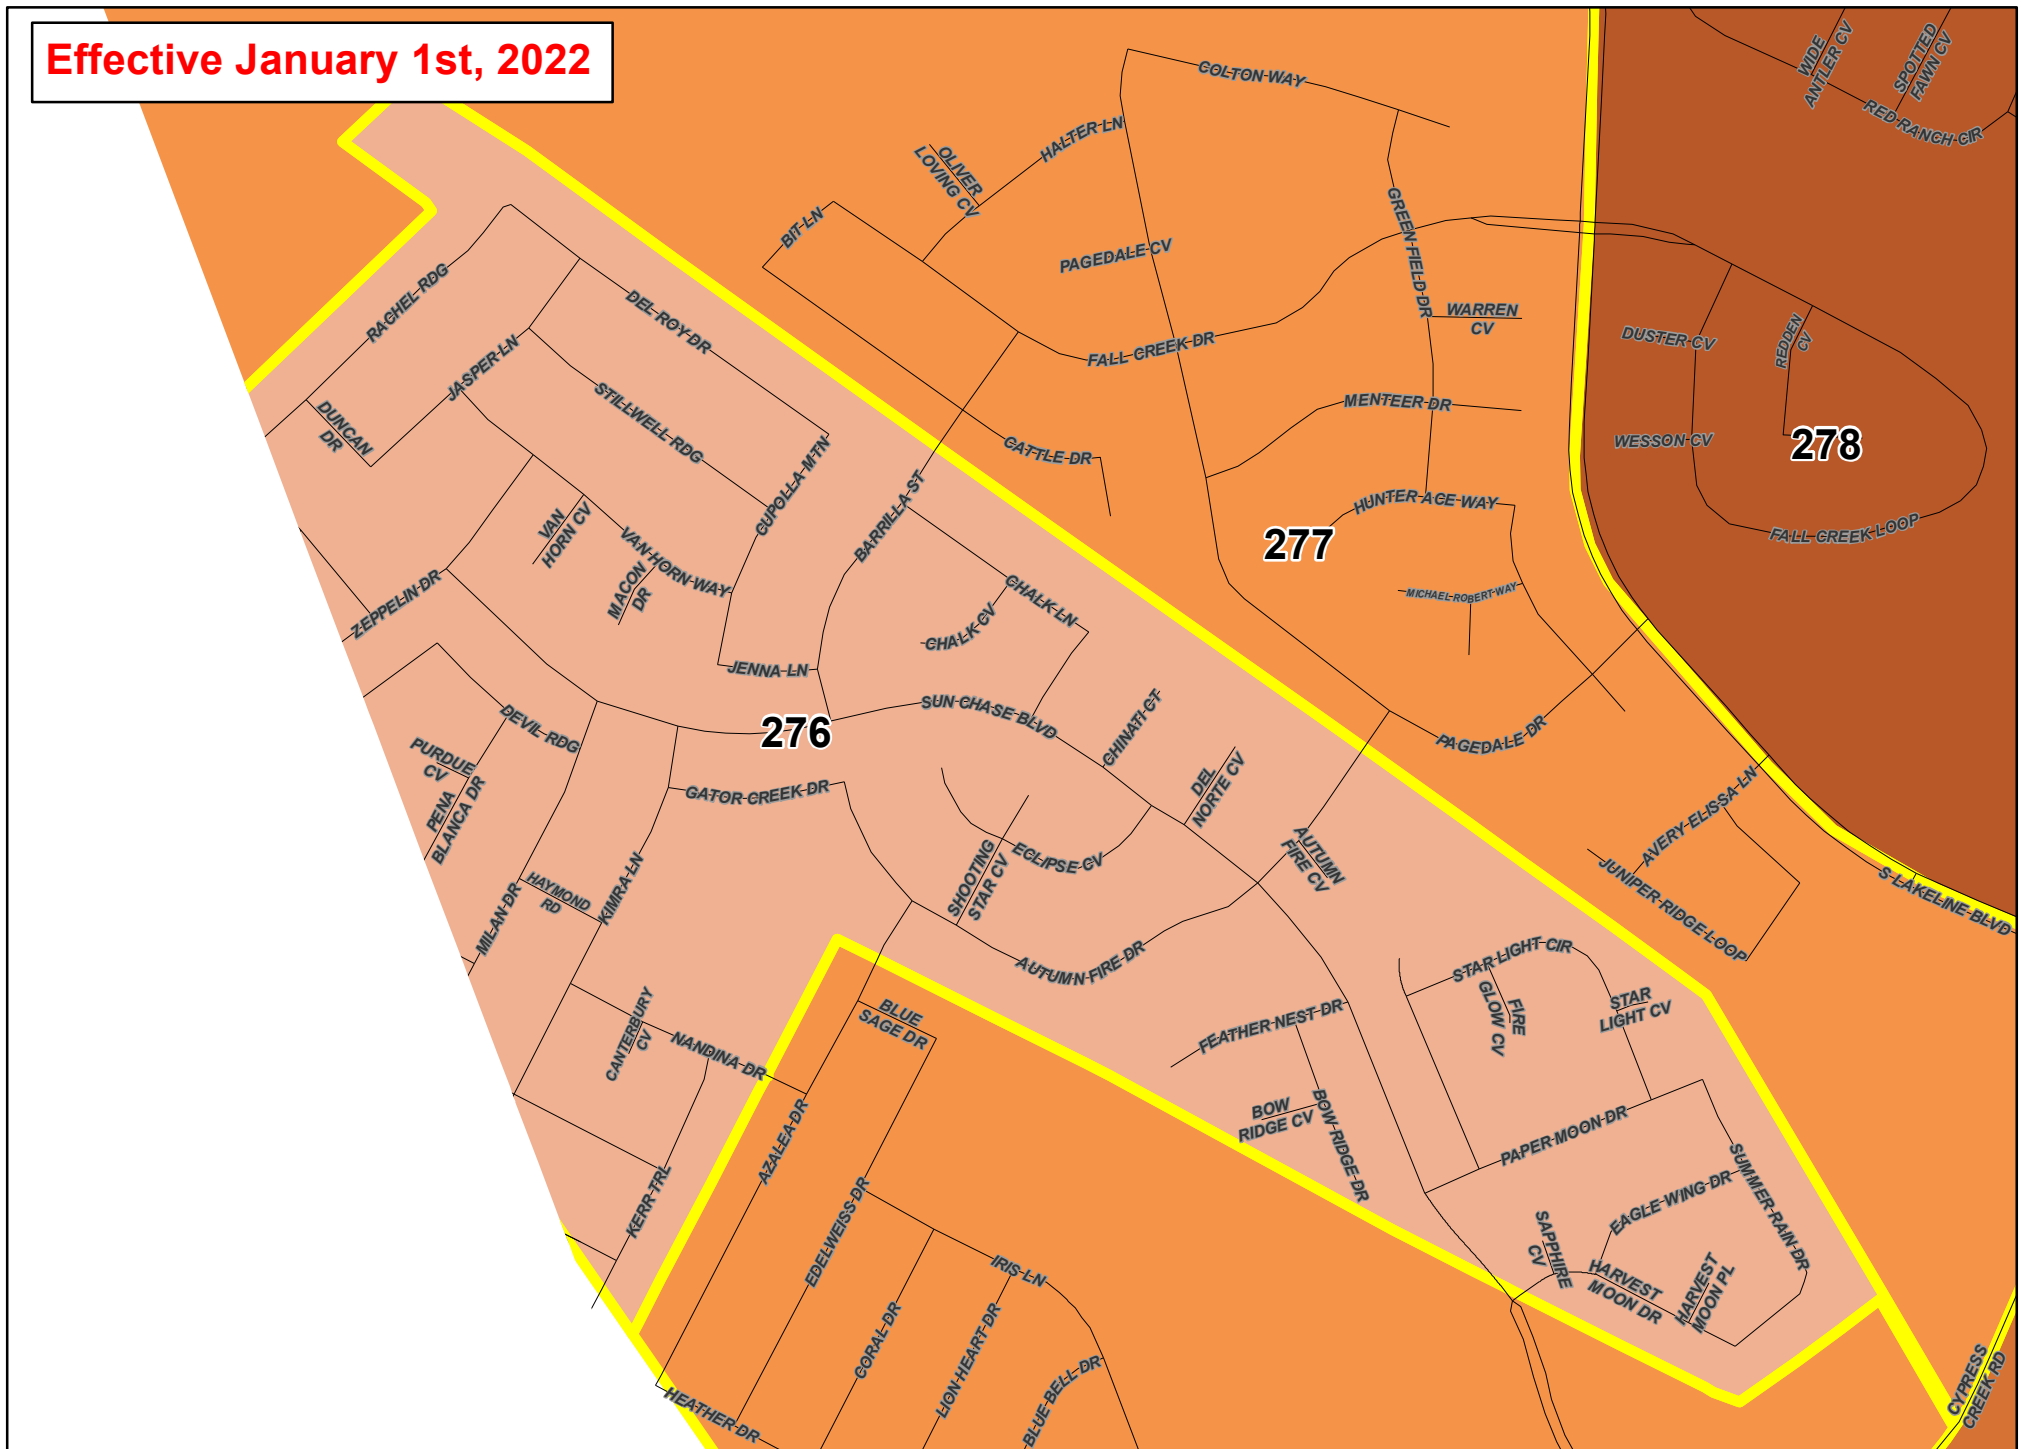 Effective January 1st, 2022
COLTON WAY
WIDE
ANTLER CV
SPOTTED
FAWN CV
RED RANCH CIR
HALTER LN
OLIVER
LOVING CV
BIT LN
PAGEDALE CV
GREEN FIELD DR
WARREN
CV
FALL CREEK DR
DUSTER CV
REDDEN
CV
RACHEL RDG
DEL ROY DR
JASPER LN
STILLWELL RDG
DUNCAN
DR
CUPOLLA MTN
CATTLE DR
MENTEER DR
WESSON CV
278
BARRILLA ST
HUNTER ACE WAY
FALL CREEK LOOP
277
VAN
HORN CV
VAN HORN WAY
MACON
DR
ZEPPELIN DR
CHALK LN
CHALK CV
MICHAEL ROBERT WAY
JENNA LN
SUN CHASE BLVD
276
CHINATI CT
PAGEDALE DR
DEVIL RDG
PURDUE
CV
PENA
BLANCA DR
GATOR CREEK DR
DEL
NORTE CV
AVERY ELISSA LN
ECLIPSE CV
SHOOTING
STAR CV
AUTUMN
FIRE CV
JUNIPER RIDGE LOOP
S LAKELINE BLVD
HAYMOND
RD
KIMRA LN
MILAN DR
AUTUMN FIRE DR
STAR LIGHT CIR
FIRE
GLOW CV
STAR
LIGHT CV
BLUE
SAGE DR
FEATHER NEST DR
CANTERBURY
CV
NANDINA DR
BOW
RIDGE CV
BOW RIDGE DR
PAPER MOON DR
AZALEA DR
SUMMER RAIN DR
EAGLE WING DR
KERR TRL
EDELWEISS DR
SAPPHIRE
CV
IRIS LN
HARVEST
MOON DR
HARVEST
MOON PL
CORAL DR
LION HEART DR
BLUE BELL DR
HEATHER DR
CYPRESS
CREEK RD